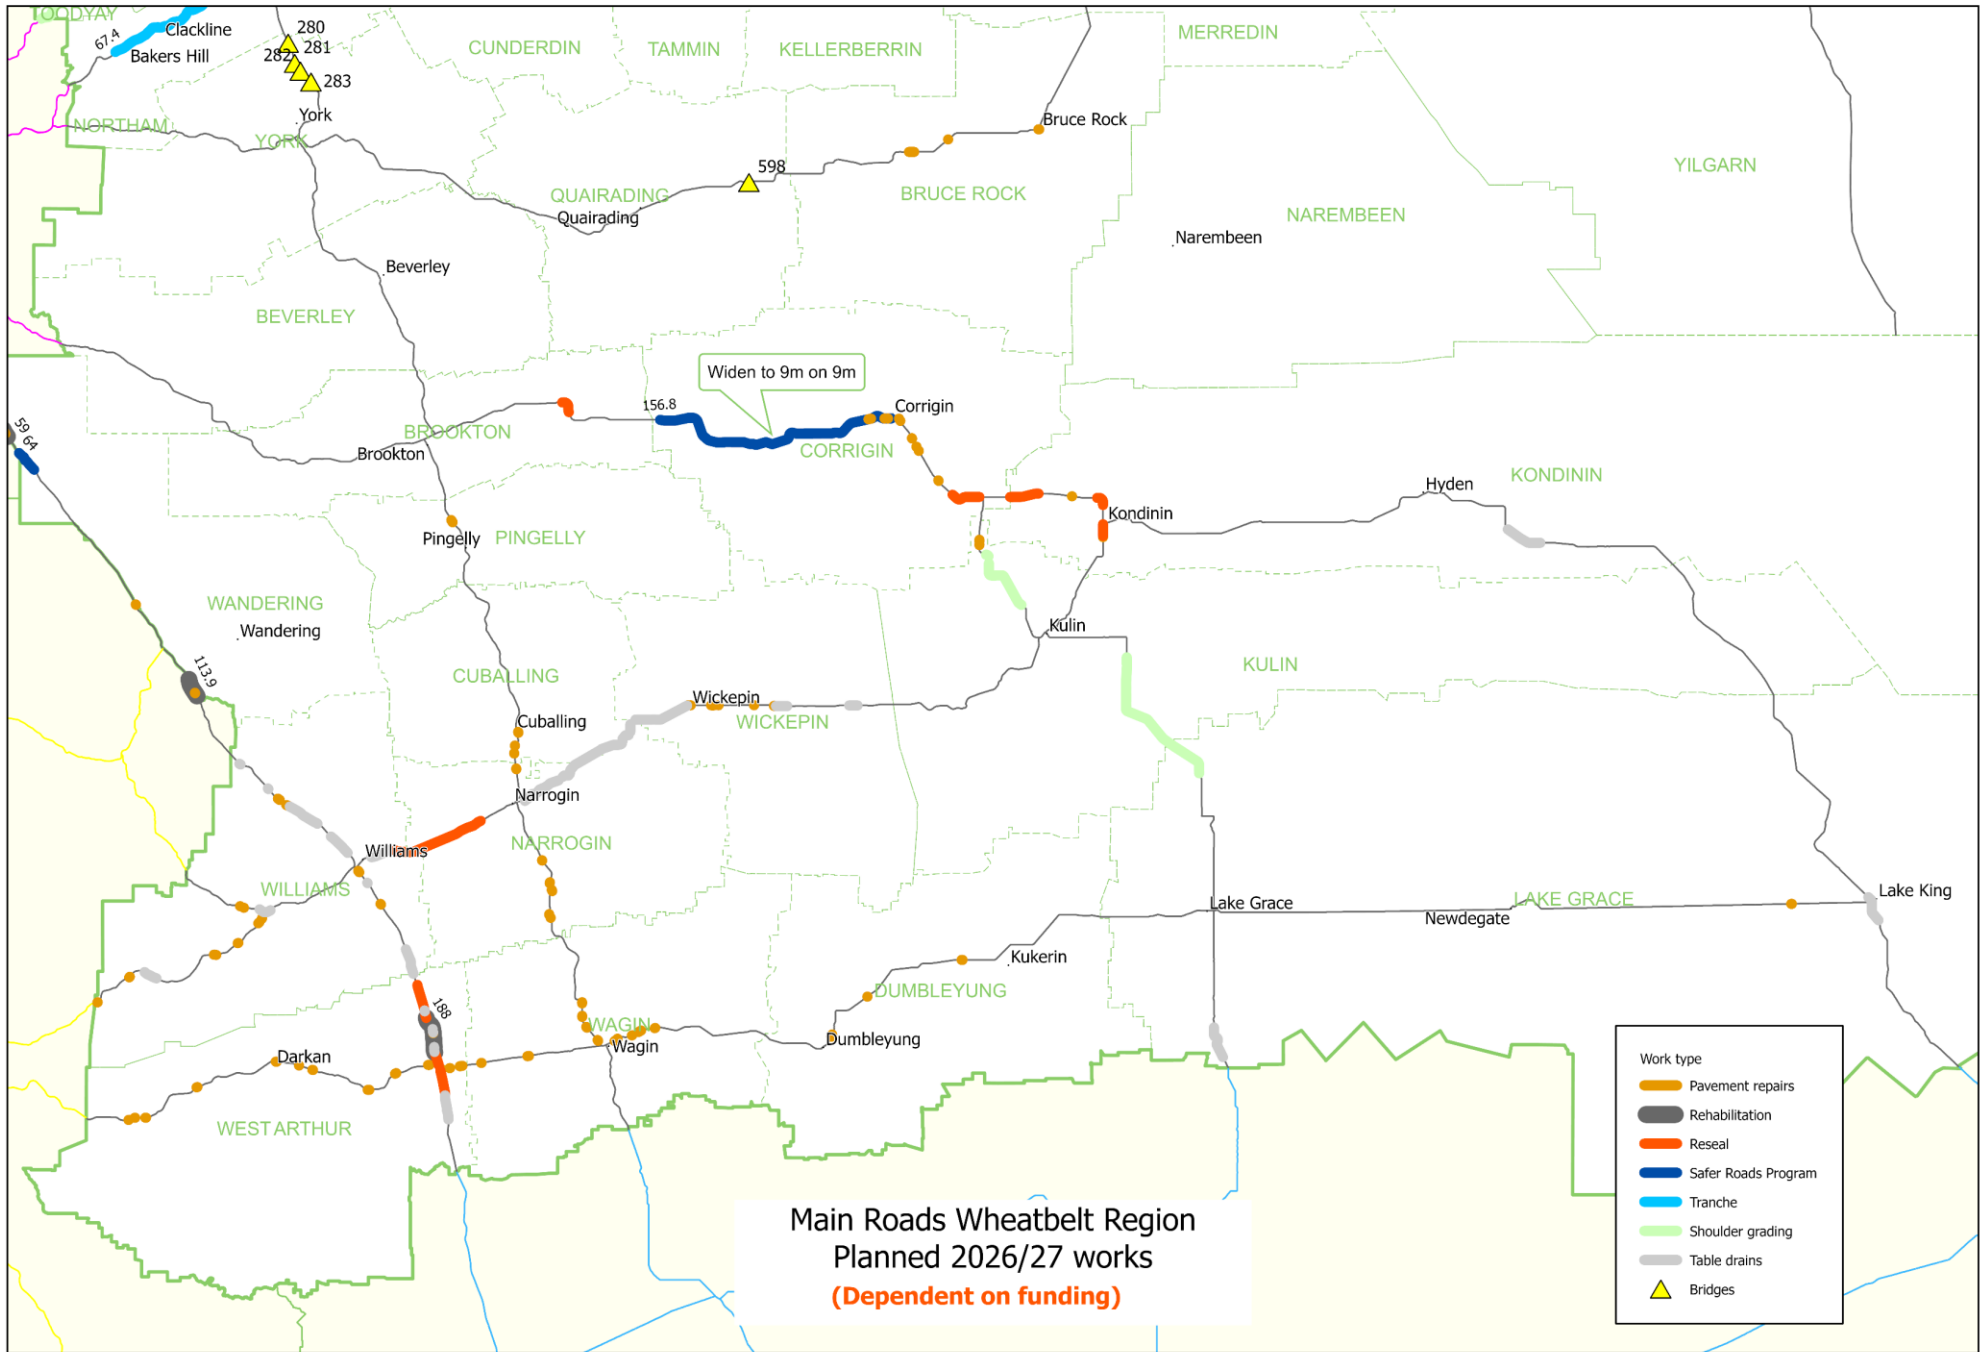 TOODYAY
67.4
Clackline
Bakers Hill
280
281
282
283
York
NORTHAM
YORK
CUNDERDIN
TAMMIN
KELLERBERRIN
MERREDIN
Bruce Rock
598
QUAIRADING
Quairading
BRUCE ROCK
YILGARN
NAREMBEEN
Narembeen
Beverley
BEVERLEY
Widen to 9m on 9m
156.8
Corrigin
59
64
BROOKTON
Brookton
CORRIGIN
Hyden
KONDININ
Kondinin
Pingelly
PINGELLY
WANDERING
Wandering
Kulin
KULIN
113.9
CUBALLING
Cuballing
Wickepin
WICKEPIN
Narrogin
NARROGIN
Williams
WILLIAMS
Lake Grace
LAKE GRACE
Newdegate
Lake King
Kukerin
DUMBLEYUNG
Dumbleyung
188
WAGIN
Wagin
Darkan
WEST ARTHUR
Work type
Pavement repairs
Rehabilitation
Reseal
Safer Roads Program
Tranche
Shoulder grading
Table drains
Bridges
Main Roads Wheatbelt Region
Planned 2026/27 works
(Dependent on funding)